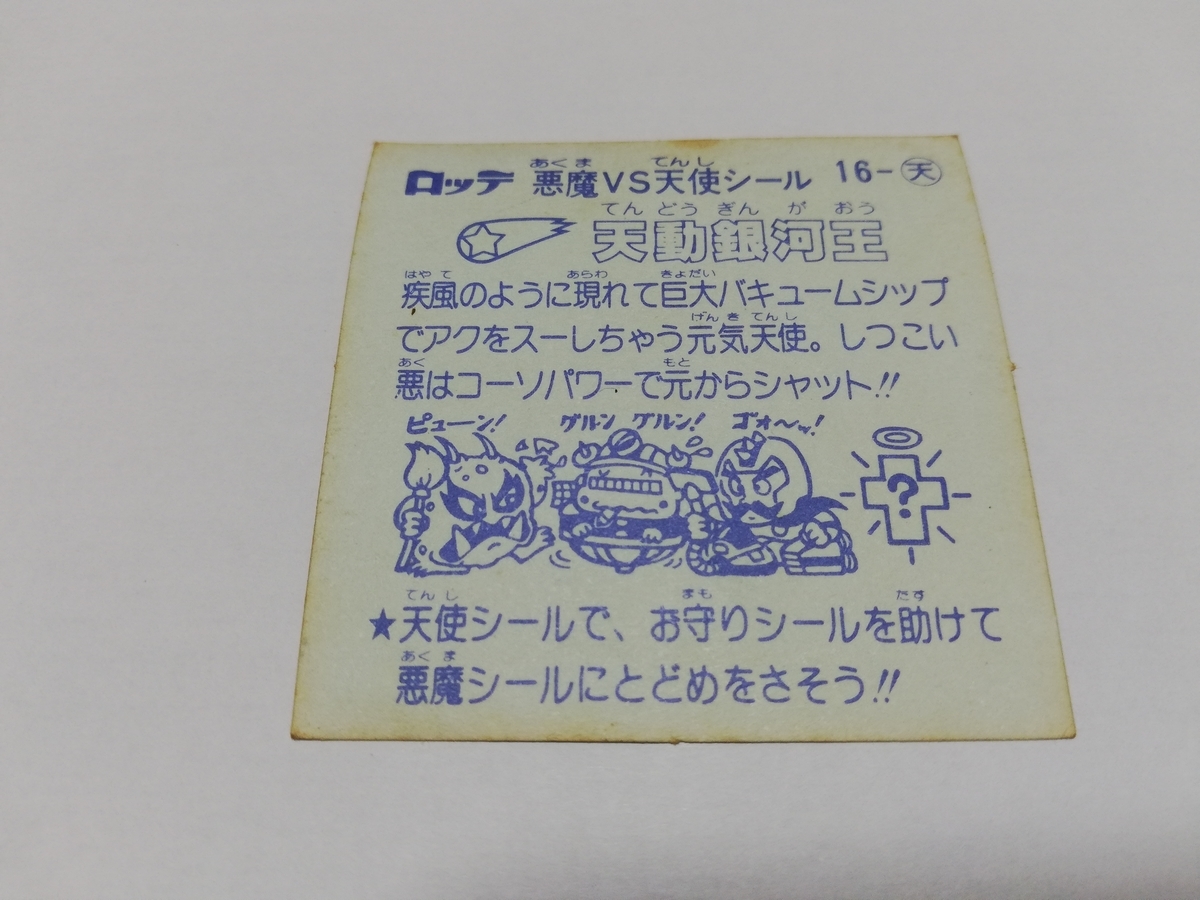 ロッテ 悪魔VS天使シール 16-天
あくま てんし
てんどうぎんがおう
天動銀河王
はやて あらわ きょだい
疾風のように現れて巨大バキュームシップ
げんきてんし
でアクをスーしちゃう元気天使。しつこい
あく もと
悪はコーソパワーで元からシャット!!
ピューン! グルン グルン! ゴォ〜ッ!
?
てんし まも たす
★天使シールで、お守りシールを助けて
あくま
悪魔シールにとどめをさそう!!